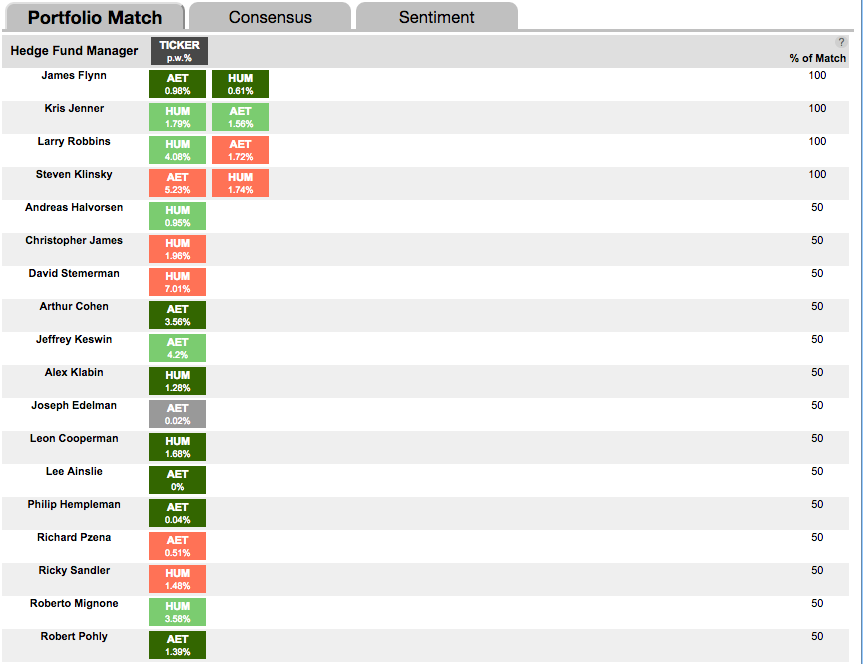 Portfolio Match Consensus Sentiment
?
Hedge Fund Manager TICKER p.w.% % of Match
James Flynn AET 0.98% HUM 0.61% 100
Kris Jenner HUM 1.79% AET 1.56% 100
Larry Robbins HUM 4.08% AET 1.72% 100
Steven Klinsky AET 5.23% HUM 1.74% 100
Andreas Halvorsen HUM 0.95% 50
Christopher James HUM 1.96% 50
David Stemerman HUM 7.01% 50
Arthur Cohen AET 3.56% 50
Jeffrey Keswin AET 4.2% 50
Alex Klabin HUM 1.26% 50
Joseph Edelman AET 0.02% 50
Leon Cooperman HUM 1.68% 50
Lee Ainslie AET 0% 50
Philip Hempleman AET 0.04% 50
Richard Pzena AET 0.51% 50
Ricky Sandler HUM 1.48% 50
Roberto Mignone HUM 3.58% 50
Robert Pohly AET 1.39% 50